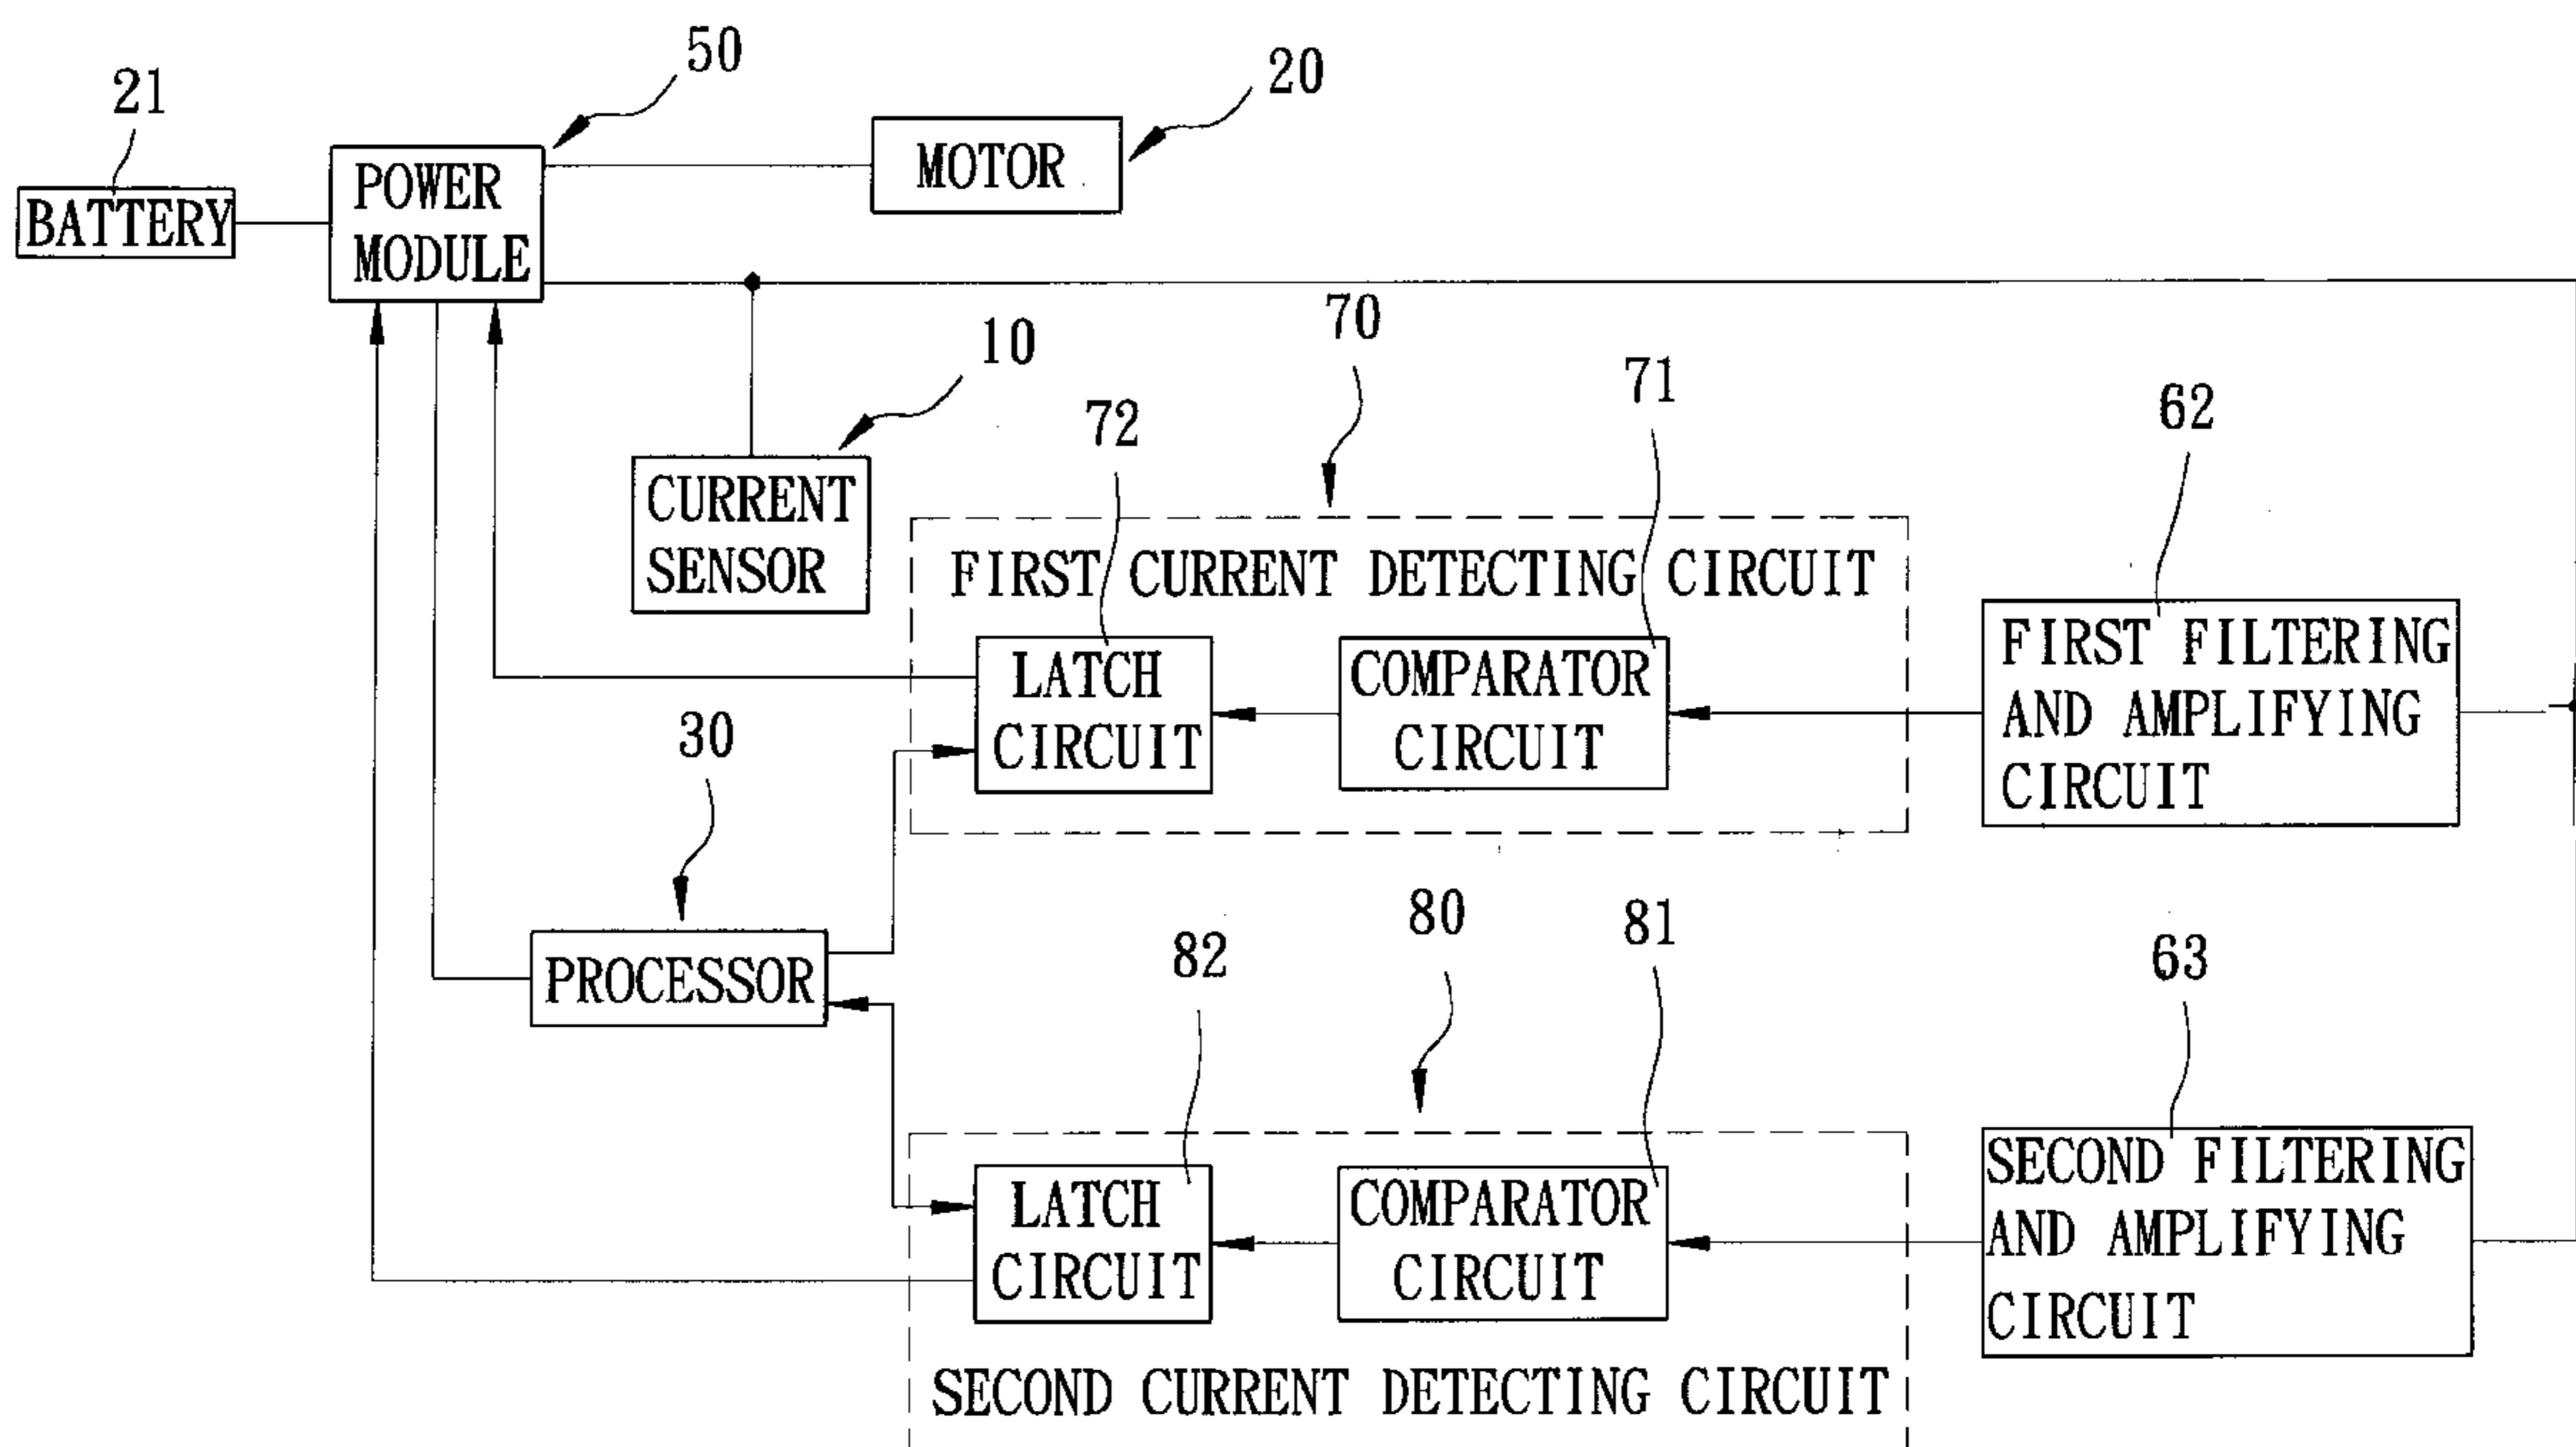 50
20
21
MOTOR
POWER
MODULE
BATTERY
70
10
71
62
72
CURRENT
SENSOR
FIRST CURRENT DETECTING CIRCUIT
FIRST FILTERING
AND AMPLIFYING
CIRCUIT
LATCH
CIRCUIT
COMPARATOR
CIRCUIT
30
80
81
82
63
PROCESSOR
SECOND FILTERING
AND AMPLIFYING
CIRCUIT
LATCH
CIRCUIT
COMPARATOR
CIRCUIT
SECOND CURRENT DETECTING CIRCUIT